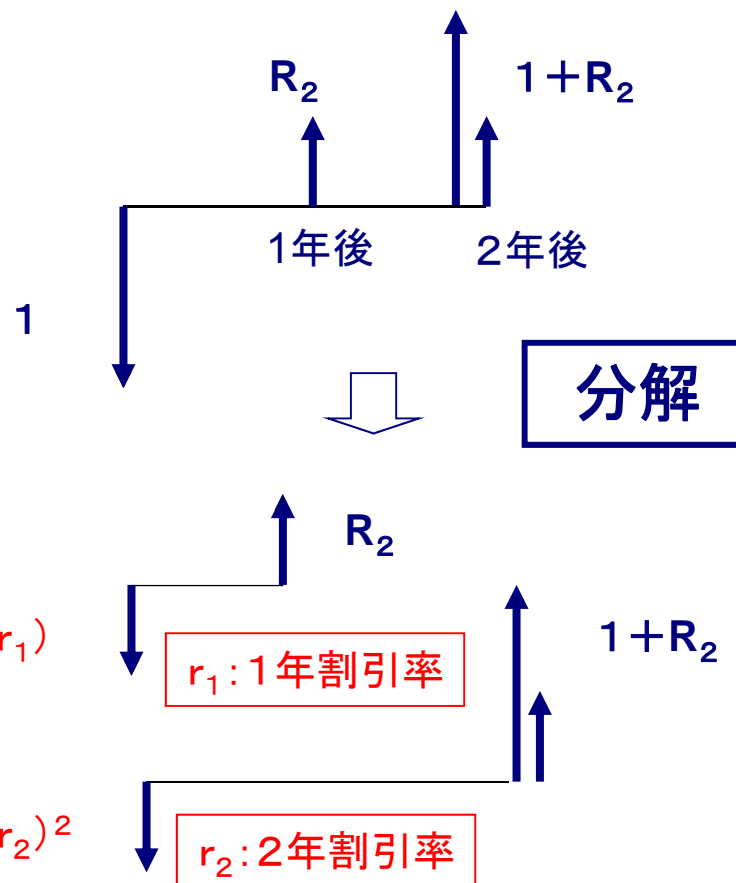 R₂
1+R₂
1年後
2年後
1
分解
R₂
r₁)
r₁:1年割引率
1+R₂
r₂)²
r₂:2年割引率